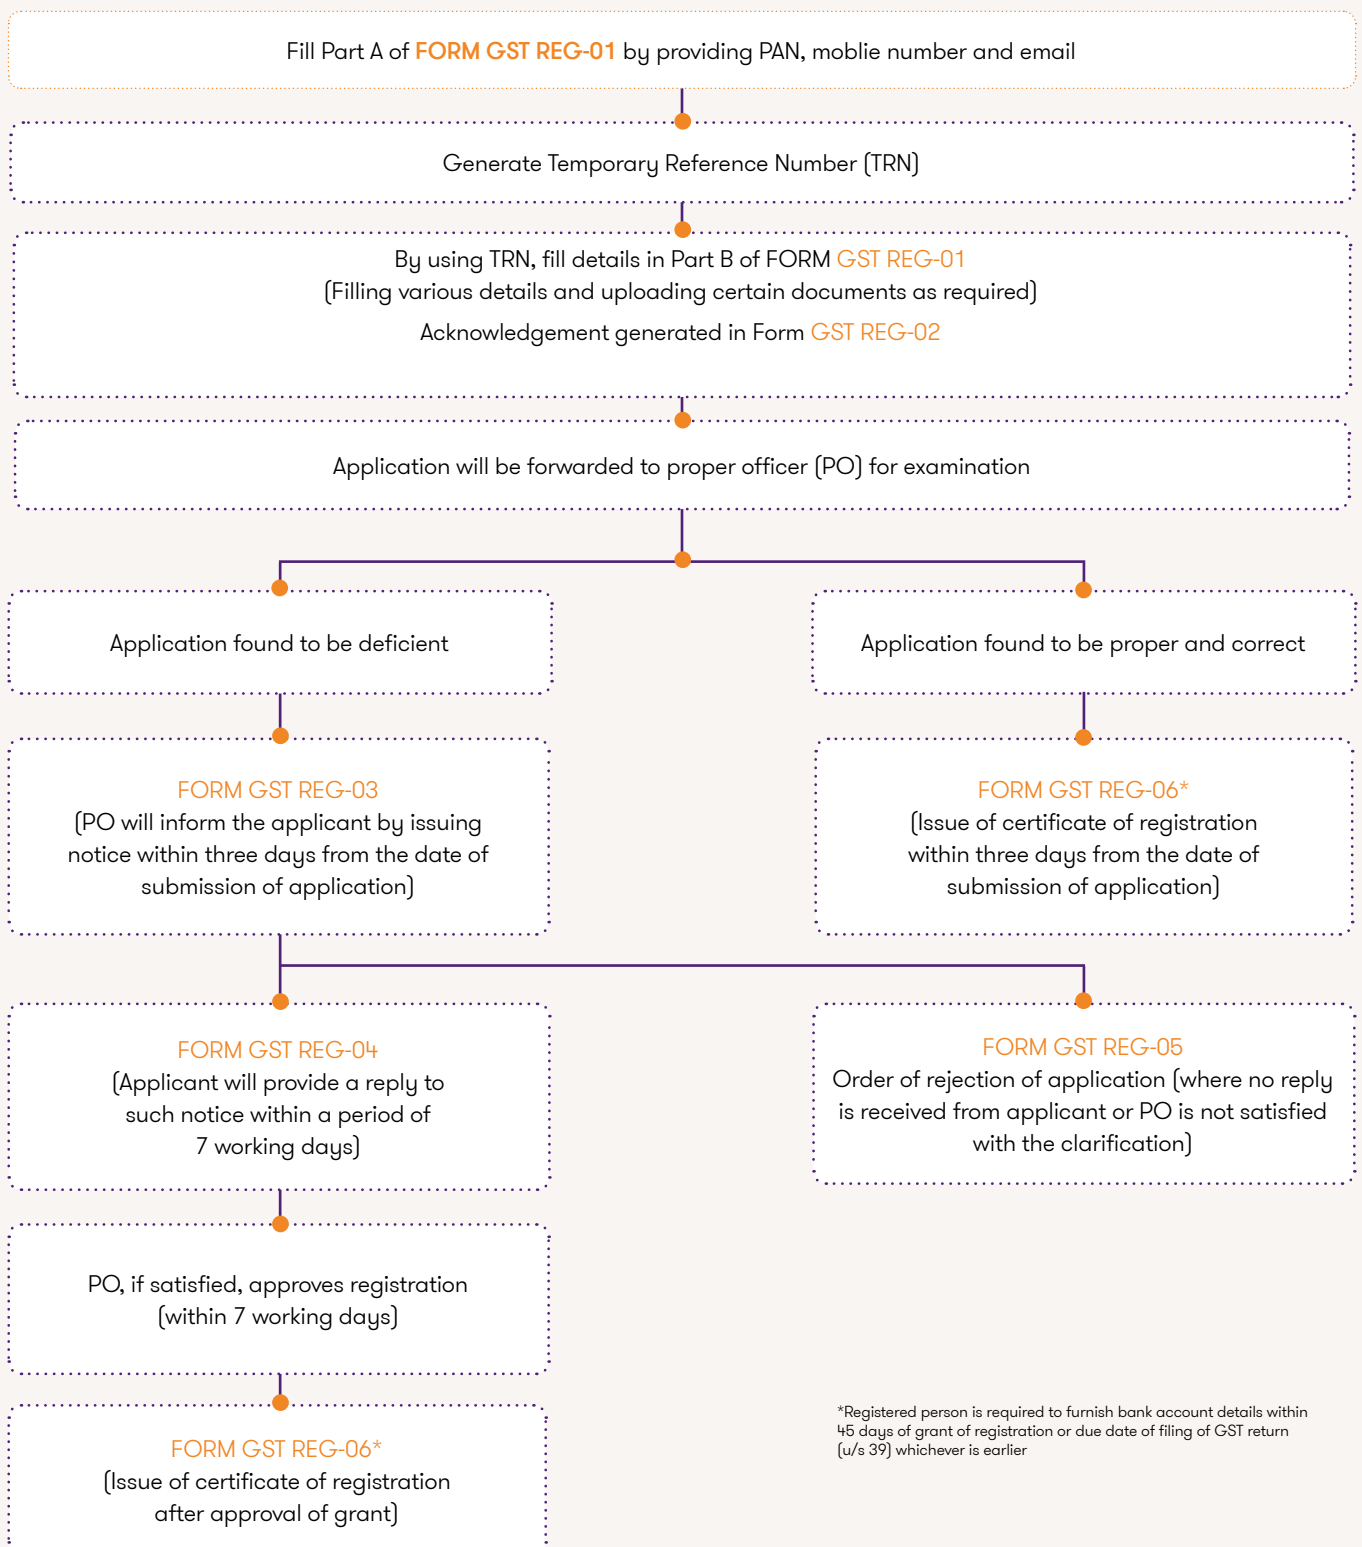 Fill Part A of FORM GST REG-01 by providing PAN, moblie number and email
Generate Temporary Reference Number (TRN)
By using TRN, fill details in Part B of FORM GST REG-01
(Filling various details and uploading certain documents as required)
Acknowledgement generated in Form GST REG-02
Application will be forwarded to proper officer (PO) for examination
Application found to be deficient
Application found to be proper and correct
FORM GST REG-03
(PO will inform the applicant by issuing
notice within three days from the date of
submission of application)
FORM GST REG-06*
(Issue of certificate of registration
within three days from the date of
submission of application)
FORM GST REG-04
(Applicant will provide a reply to
such notice within a period of
7 working days)
FORM GST REG-05
Order of rejection of application (where no reply
is received from applicant or PO is not satisfied
with the clarification)
PO, if satisfied, approves registration
(within 7 working days)
FORM GST REG-06*
(Issue of certificate of registration
after approval of grant)
*Registered person is required to furnish bank account details within
45 days of grant of registration or due date of filing of GST return
(u/s 39) whichever is earlier